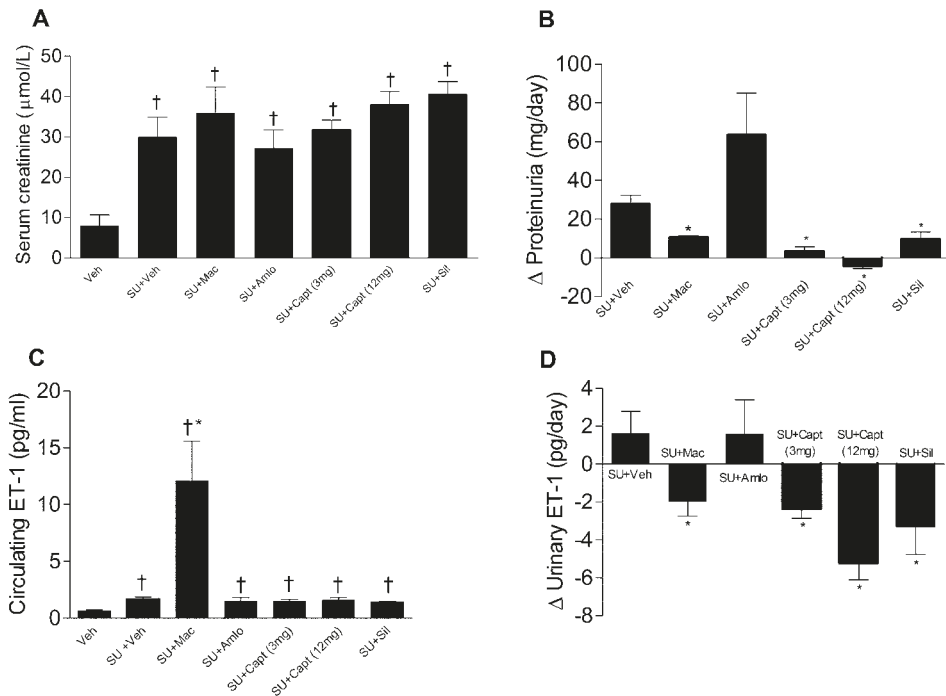 A
Serum creatinine (μmol/L)
50
40
30
20
10
0
†
†
†
†
†
†
Veh
SU+Veh
SU+Mac
SU+Amlo
SU+Capt (3mg)
SU+Capt (12mg)
SU+Sil
B
Δ Proteinuria (mg/day)
100
80
60
40
20
0
-20
*
*
*
*
SU+Veh
SU+Mac
SU+Amlo
SU+Capt (3mg)
SU+Capt (12mg)
SU+Sil
C
Circulating ET-1 (pg/ml)
20
15
10
5
0
†
†*
†
†
†
†
Veh
SU +Veh
SU+Mac
SU+Amlo
SU+Capt (3mg)
SU+Capt (12mg)
SU+Sil
D
Δ Urinary ET-1 (pg/day)
4
2
0
-2
-4
-6
-8
SU+Veh
SU+Mac
SU+Amlo
SU+Capt
(3mg)
SU+Capt
(12mg)
SU+Sil
*
*
*
*